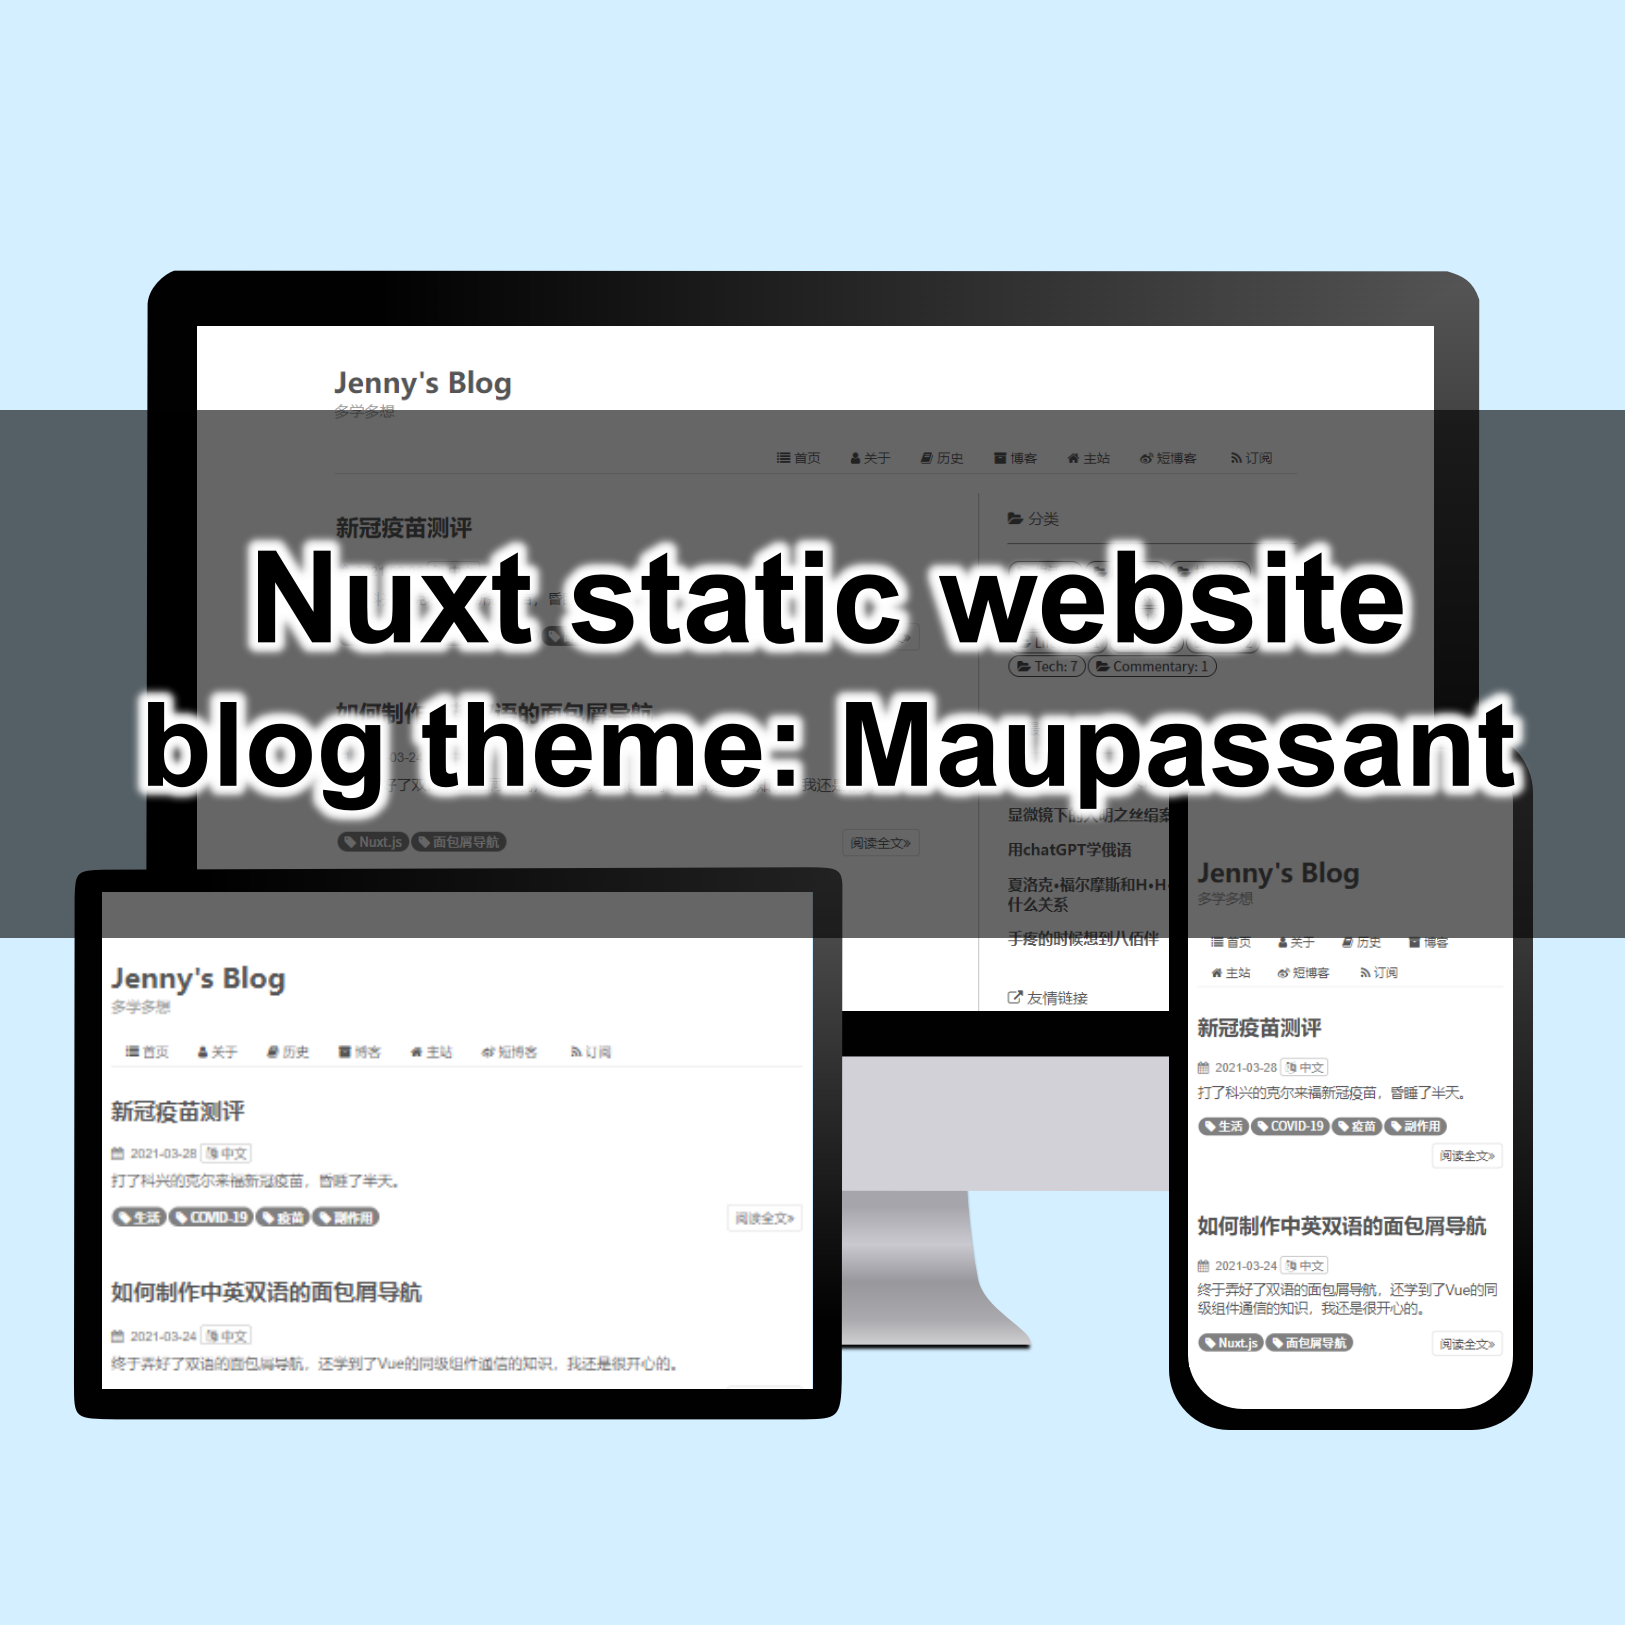 Jenny's Blog
多学多想
首页 关于 历史 博客 主站 短博客 订阅
新冠疫苗测评
分类
Nuxt static website
Tech: 7 Commentary: 1
blog theme: Maupassant
显微镜下的大明之丝绢案
Nuxt.js 面包屑导航
阅读全文»
用chatGPT学俄语
夏洛克•福尔摩斯和H•H•
什么关系
手疼的时候想到八佰伴
友情链接
Jenny's Blog
多学多想
首页 关于 历史 博客 主站 短博客 订阅
新冠疫苗测评
2021-03-28 中文
打了科兴的克尔来福新冠疫苗，昏睡了半天。
生活 COVID-19 疫苗 副作用
阅读全文»
如何制作中英双语的面包屑导航
2021-03-24 中文
终于弄好了双语的面包屑导航，还学到了Vue的同级组件通信的知识，我还是很开心的。
Jenny's Blog
多学多想
首页 关于 历史 博客
主站 短博客 订阅
新冠疫苗测评
2021-03-28 中文
打了科兴的克尔来福新冠疫苗，昏睡了半天。
生活 COVID-19 疫苗 副作用
阅读全文»
如何制作中英双语的面包屑导航
2021-03-24 中文
终于弄好了双语的面包屑导航，还学到了Vue的同
级组件通信的知识，我还是很开心的。
Nuxt.js 面包屑导航
阅读全文»